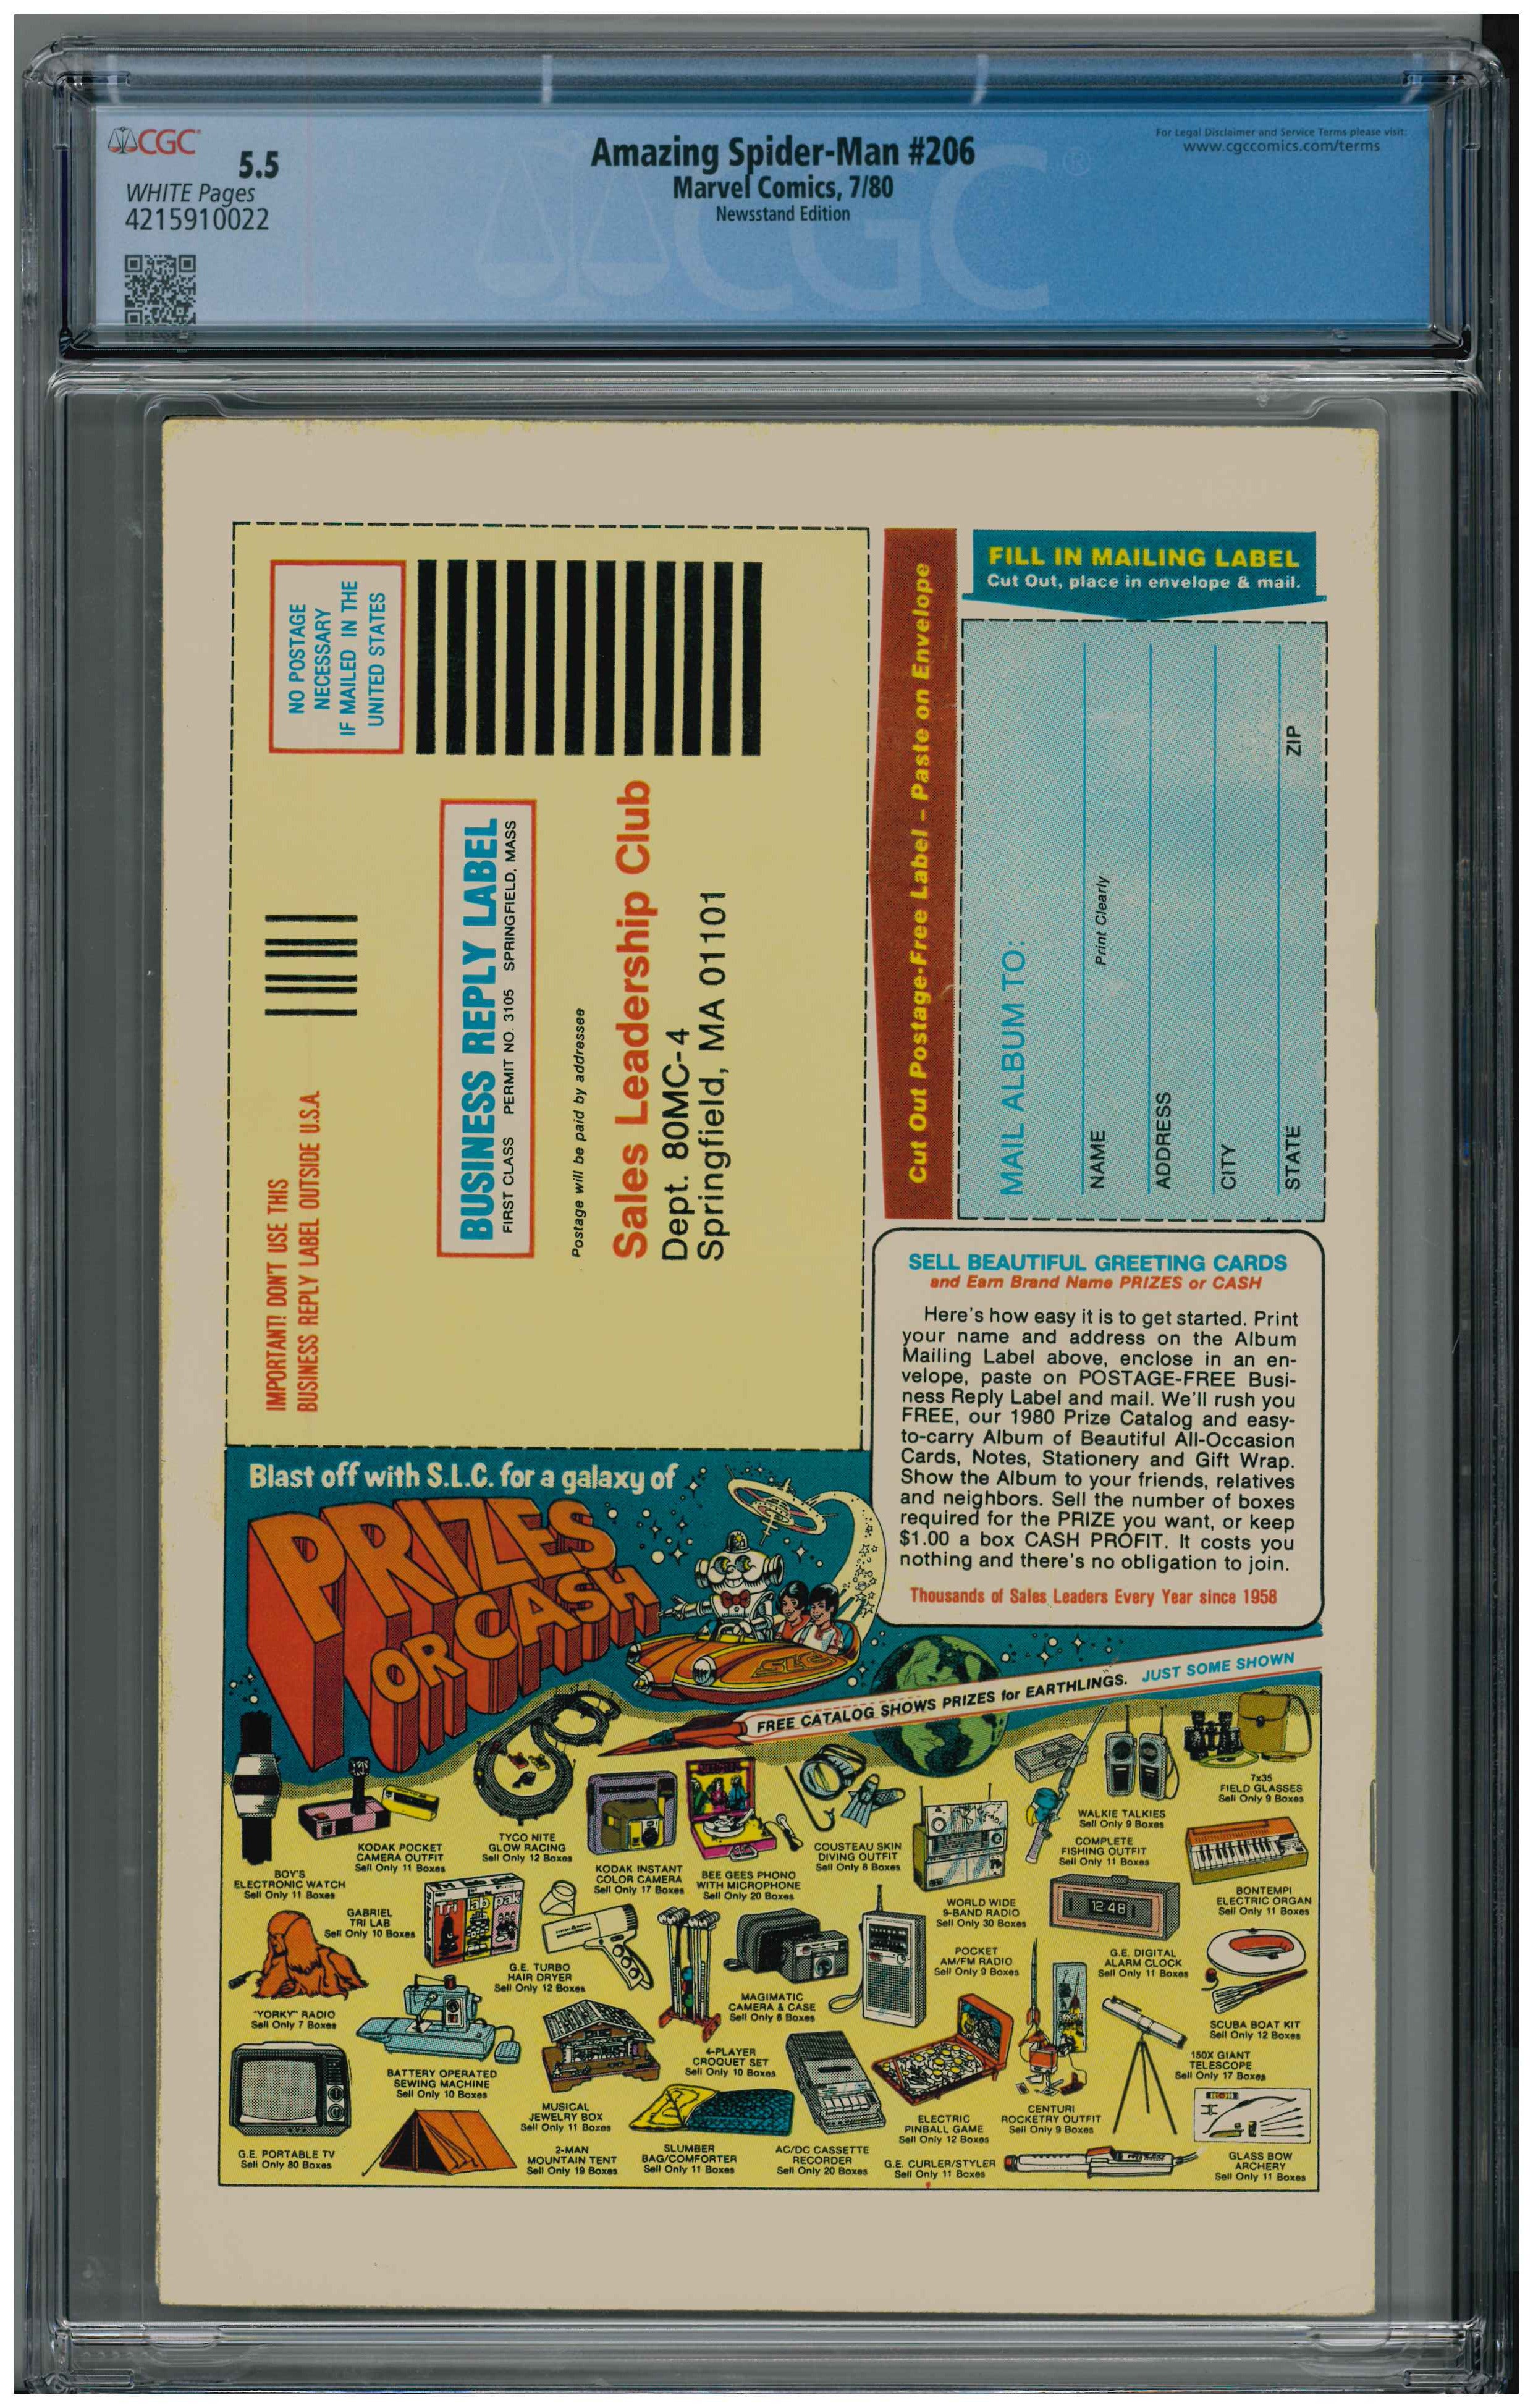 CGC
5.5
WHITE Pages
4215910022
Amazing Spider-Man #206
Marvel Comics, 7/80
Newsstand Edition
For Legal Disclaimer and Service Terms please visit:
www.cgccomics.com/terms
CGC®
NO POSTAGE
NECESSARY
IF MAILED IN THE
UNITED STATES
IMPORTANT! DON'T USE THIS
BUSINESS REPLY LABEL OUTSIDE U.S.A.
BUSINESS REPLY LABEL
FIRST CLASS PERMIT NO. 3105 SPRINGFIELD, MASS
Postage will be paid by addressee
Sales Leadership Club
Dept. 80MC-4
Springfield, MA 01101
Cut Out Postage-Free Label – Paste on Envelope
FILL IN MAILING LABEL
Cut Out, place in envelope & mail.
MAIL ALBUM TO:
NAME
Print Clearly
ADDRESS
CITY
STATE ZIP
SELL BEAUTIFUL GREETING CARDS
and Earn Brand Name PRIZES or CASH
Here's how easy it is to get started. Print
your name and address on the Album
Mailing Label above, enclose in an en-
velope, paste on POSTAGE-FREE Busi-
ness Reply Label and mail. We'll rush you
FREE, our 1980 Prize Catalog and easy-
to-carry Album of Beautiful All-Occasion
Cards, Notes, Stationery and Gift Wrap.
Show the Album to your friends, relatives
and neighbors. Sell the number of boxes
required for the PRIZE you want, or keep
$1.00 a box CASH PROFIT. It costs you
nothing and there's no obligation to join.
Thousands of Sales Leaders Every Year since 1958
Blast off with S.L.C. for a galaxy of
PRIZES
OR CASH
SLC
FREE CATALOG SHOWS PRIZES for EARTHLINGS. JUST SOME SHOWN
BOY'S
ELECTRONIC WATCH
Sell Only 11 Boxes
KODAK POCKET
CAMERA OUTFIT
Sell Only 11 Boxes
TYCO NITE
GLOW RACING
Sell Only 12 Boxes
KODAK INSTANT
COLOR CAMERA
Sell Only 17 Boxes
BEE GEES PHONO
WITH MICROPHONE
Sell Only 20 Boxes
COUSTEAU SKIN
DIVING OUTFIT
Sell Only 8 Boxes
WORLD WIDE
9-BAND RADIO
Sell Only 30 Boxes
WALKIE TALKIES
Sell Only 9 Boxes
COMPLETE
FISHING OUTFIT
Sell Only 11 Boxes
7x35
FIELD GLASSES
Sell Only 9 Boxes
BONTEMPI
ELECTRIC ORGAN
Sell Only 11 Boxes
GABRIEL
TRI LAB
Sell Only 10 Boxes
Tri lab pak
G.E. TURBO
HAIR DRYER
Sell Only 12 Boxes
MAGIMATIC
CAMERA & CASE
Sell Only 8 Boxes
POCKET
AM/FM RADIO
Sell Only 9 Boxes
12:48
G.E. DIGITAL
ALARM CLOCK
Sell Only 11 Boxes
SCUBA BOAT KIT
Sell Only 12 Boxes
"YORKY" RADIO
Sell Only 7 Boxes
BATTERY OPERATED
SEWING MACHINE
Sell Only 10 Boxes
MUSICAL
JEWELRY BOX
Sell Only 11 Boxes
4-PLAYER
CROQUET SET
Sell Only 10 Boxes
150X GIANT
TELESCOPE
Sell Only 17 Boxes
G.E. PORTABLE TV
Sell Only 80 Boxes
2-MAN
MOUNTAIN TENT
Sell Only 19 Boxes
SLUMBER
BAG/COMFORTER
Sell Only 11 Boxes
AC/DC CASSETTE
RECORDER
Sell Only 20 Boxes
ELECTRIC
PINBALL GAME
Sell Only 12 Boxes
CENTURI
ROCKETRY OUTFIT
Sell Only 9 Boxes
G.E. CURLER/STYLER
Sell Only 11 Boxes
GLASS BOW
ARCHERY
Sell Only 11 Boxes